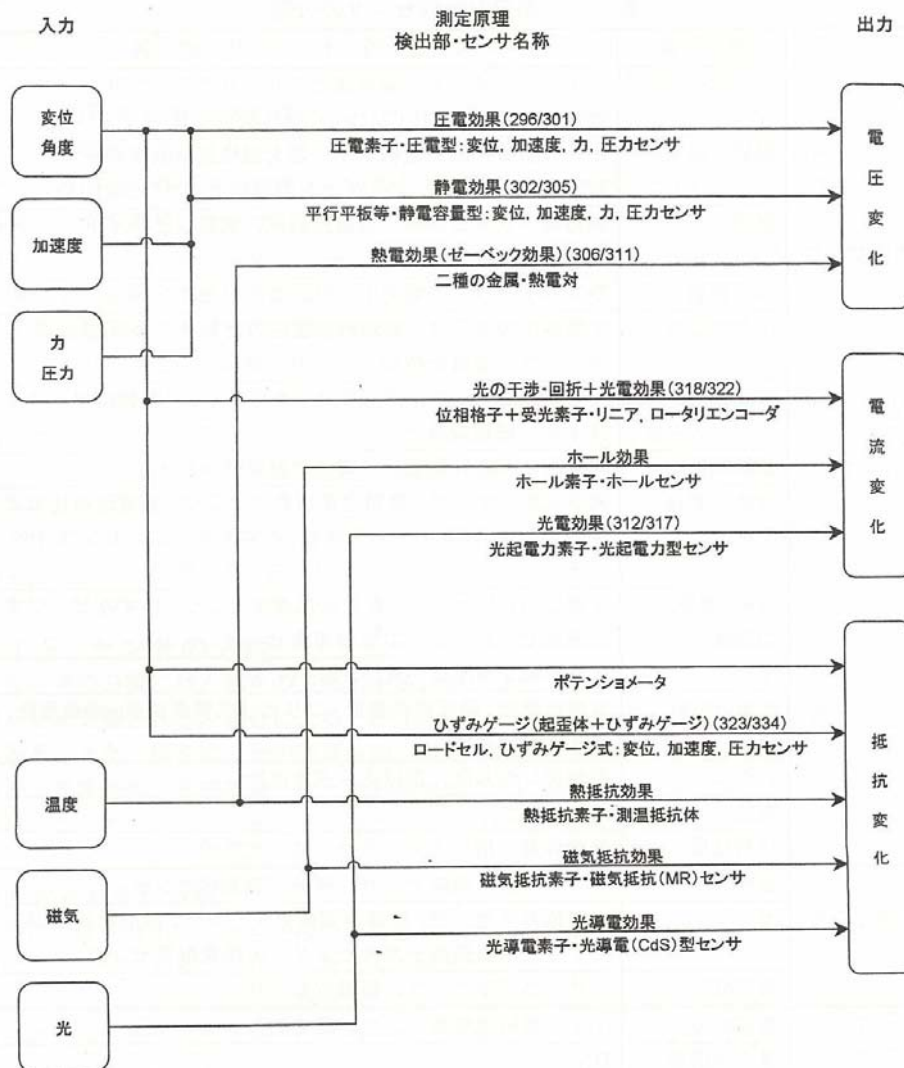 入力
測定原理
検出部・センサ名称
出力
変位
角度
加速度
力
圧力
温度
磁気
光
圧電効果(296/301)
圧電素子・圧電型:変位, 加速度, 力, 圧力センサ
静電効果(302/305)
平行平板等・静電容量型:変位, 加速度, 力, 圧力センサ
熱電効果(ゼーベック効果)(306/311)
二種の金属・熱電対
電圧変化
光の干渉・回折+光電効果(318/322)
位相格子+受光素子・リニア, ロータリエンコーダ
ホール効果
ホール素子・ホールセンサ
光電効果(312/317)
光起電力素子・光起電力型センサ
電流変化
ポテンショメータ
ひずみゲージ(起歪体+ひずみゲージ)(323/334)
ロードセル, ひずみゲージ式:変位, 加速度, 圧力センサ
熱抵抗効果
熱抵抗素子・測温抵抗体
磁気抵抗効果
磁気抵抗素子・磁気抵抗(MR)センサ
光導電効果
光導電素子・光導電(CdS)型センサ
抵抗変化